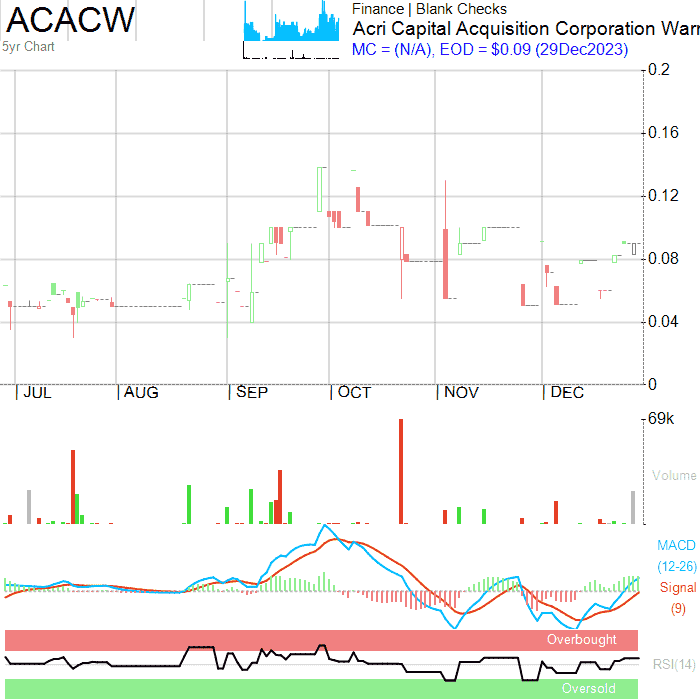 ACACW
5yr Chart
Finance | Blank Checks
Acri Capital Acquisition Corporation Warr
MC = (N/A), EOD = $0.09 (29Dec2023)
0.2
0.16
0.12
0.08
0.04
0
JUL AUG SEP OCT NOV DEC
69k
Volume
MACD
(12-26)
Signal
(9)
Overbought
RSI(14)
Oversold